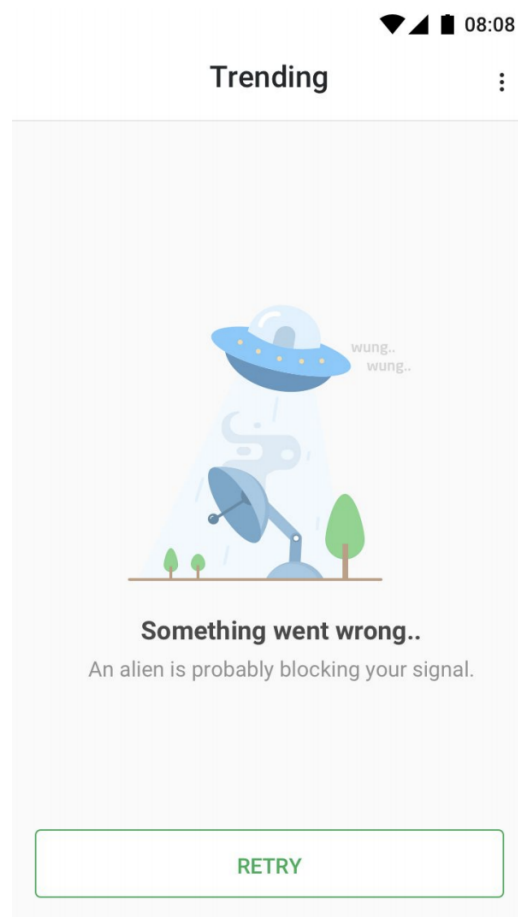 08:08
Trending
wung..
wung..
Something went wrong..
An alien is probably blocking your signal.
RETRY